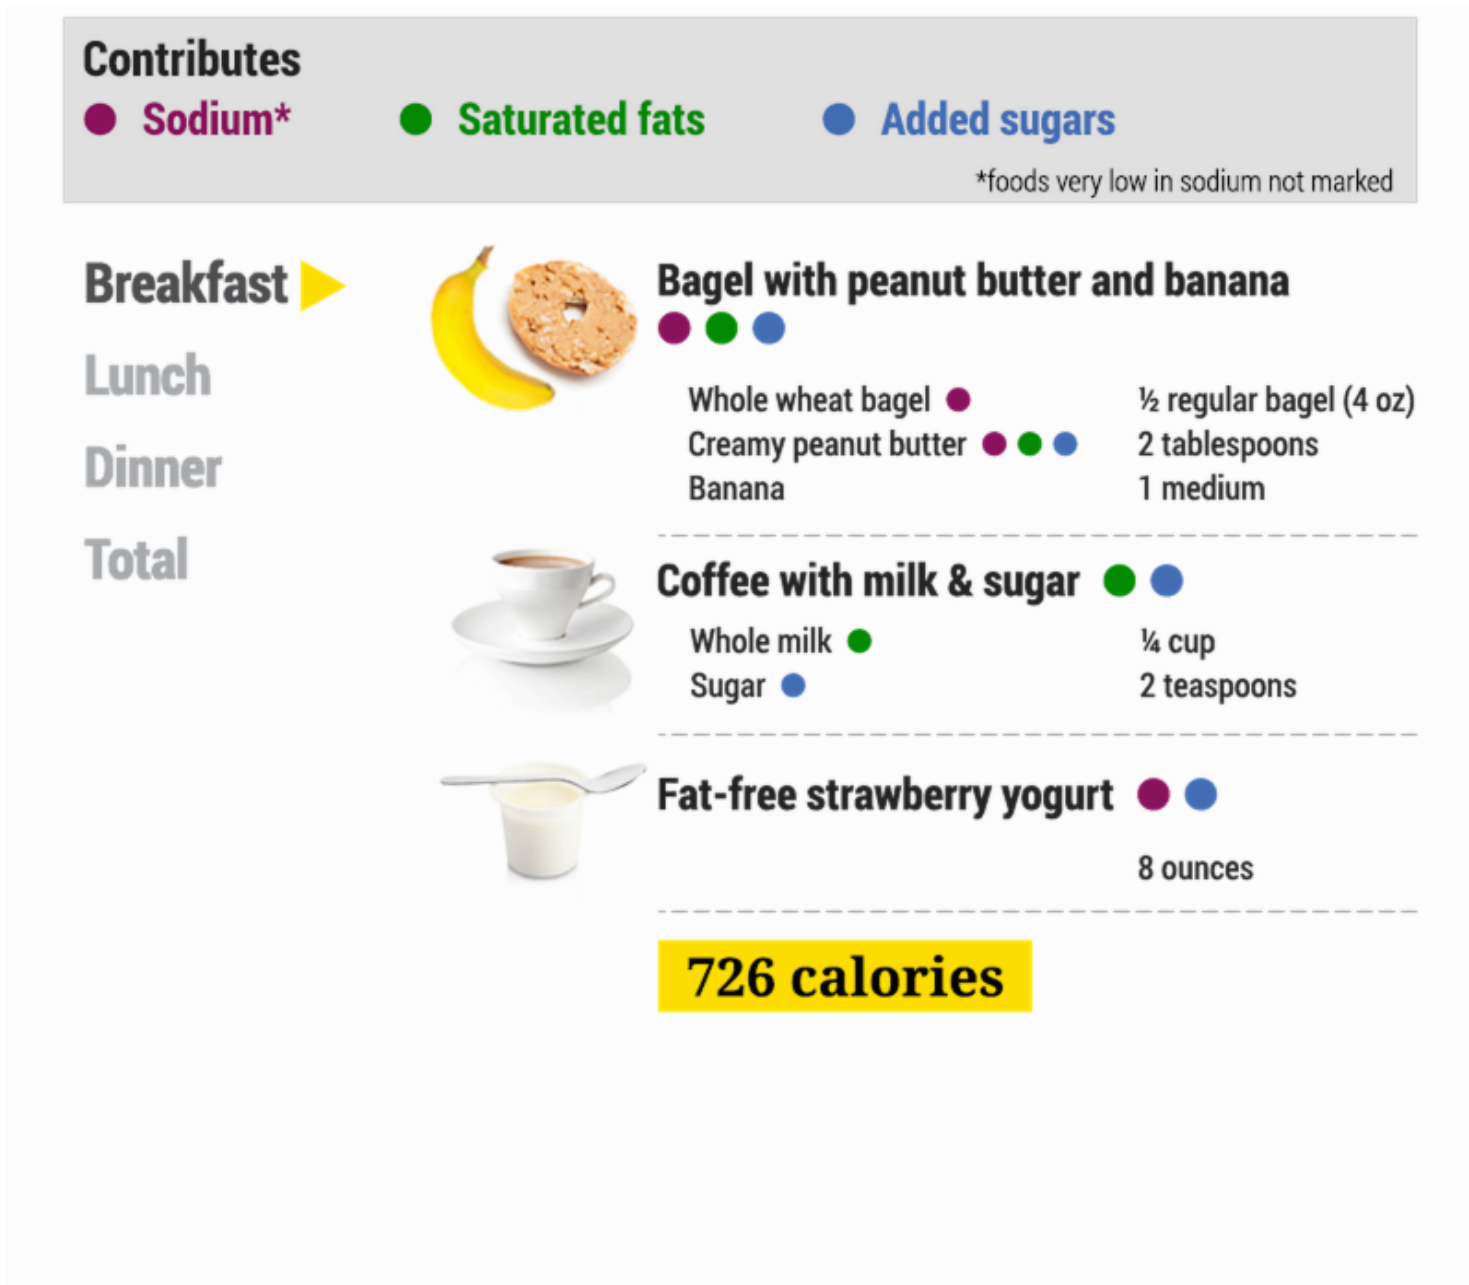 Contributes
Sodium* Saturated fats Added sugars
*foods very low in sodium not marked
Breakfast
Lunch
Dinner
Total
Bagel with peanut butter and banana
Whole wheat bagel ½ regular bagel (4 oz)
Creamy peanut butter 2 tablespoons
Banana 1 medium
Coffee with milk & sugar
Whole milk ¼ cup
Sugar 2 teaspoons
Fat-free strawberry yogurt
8 ounces
726 calories